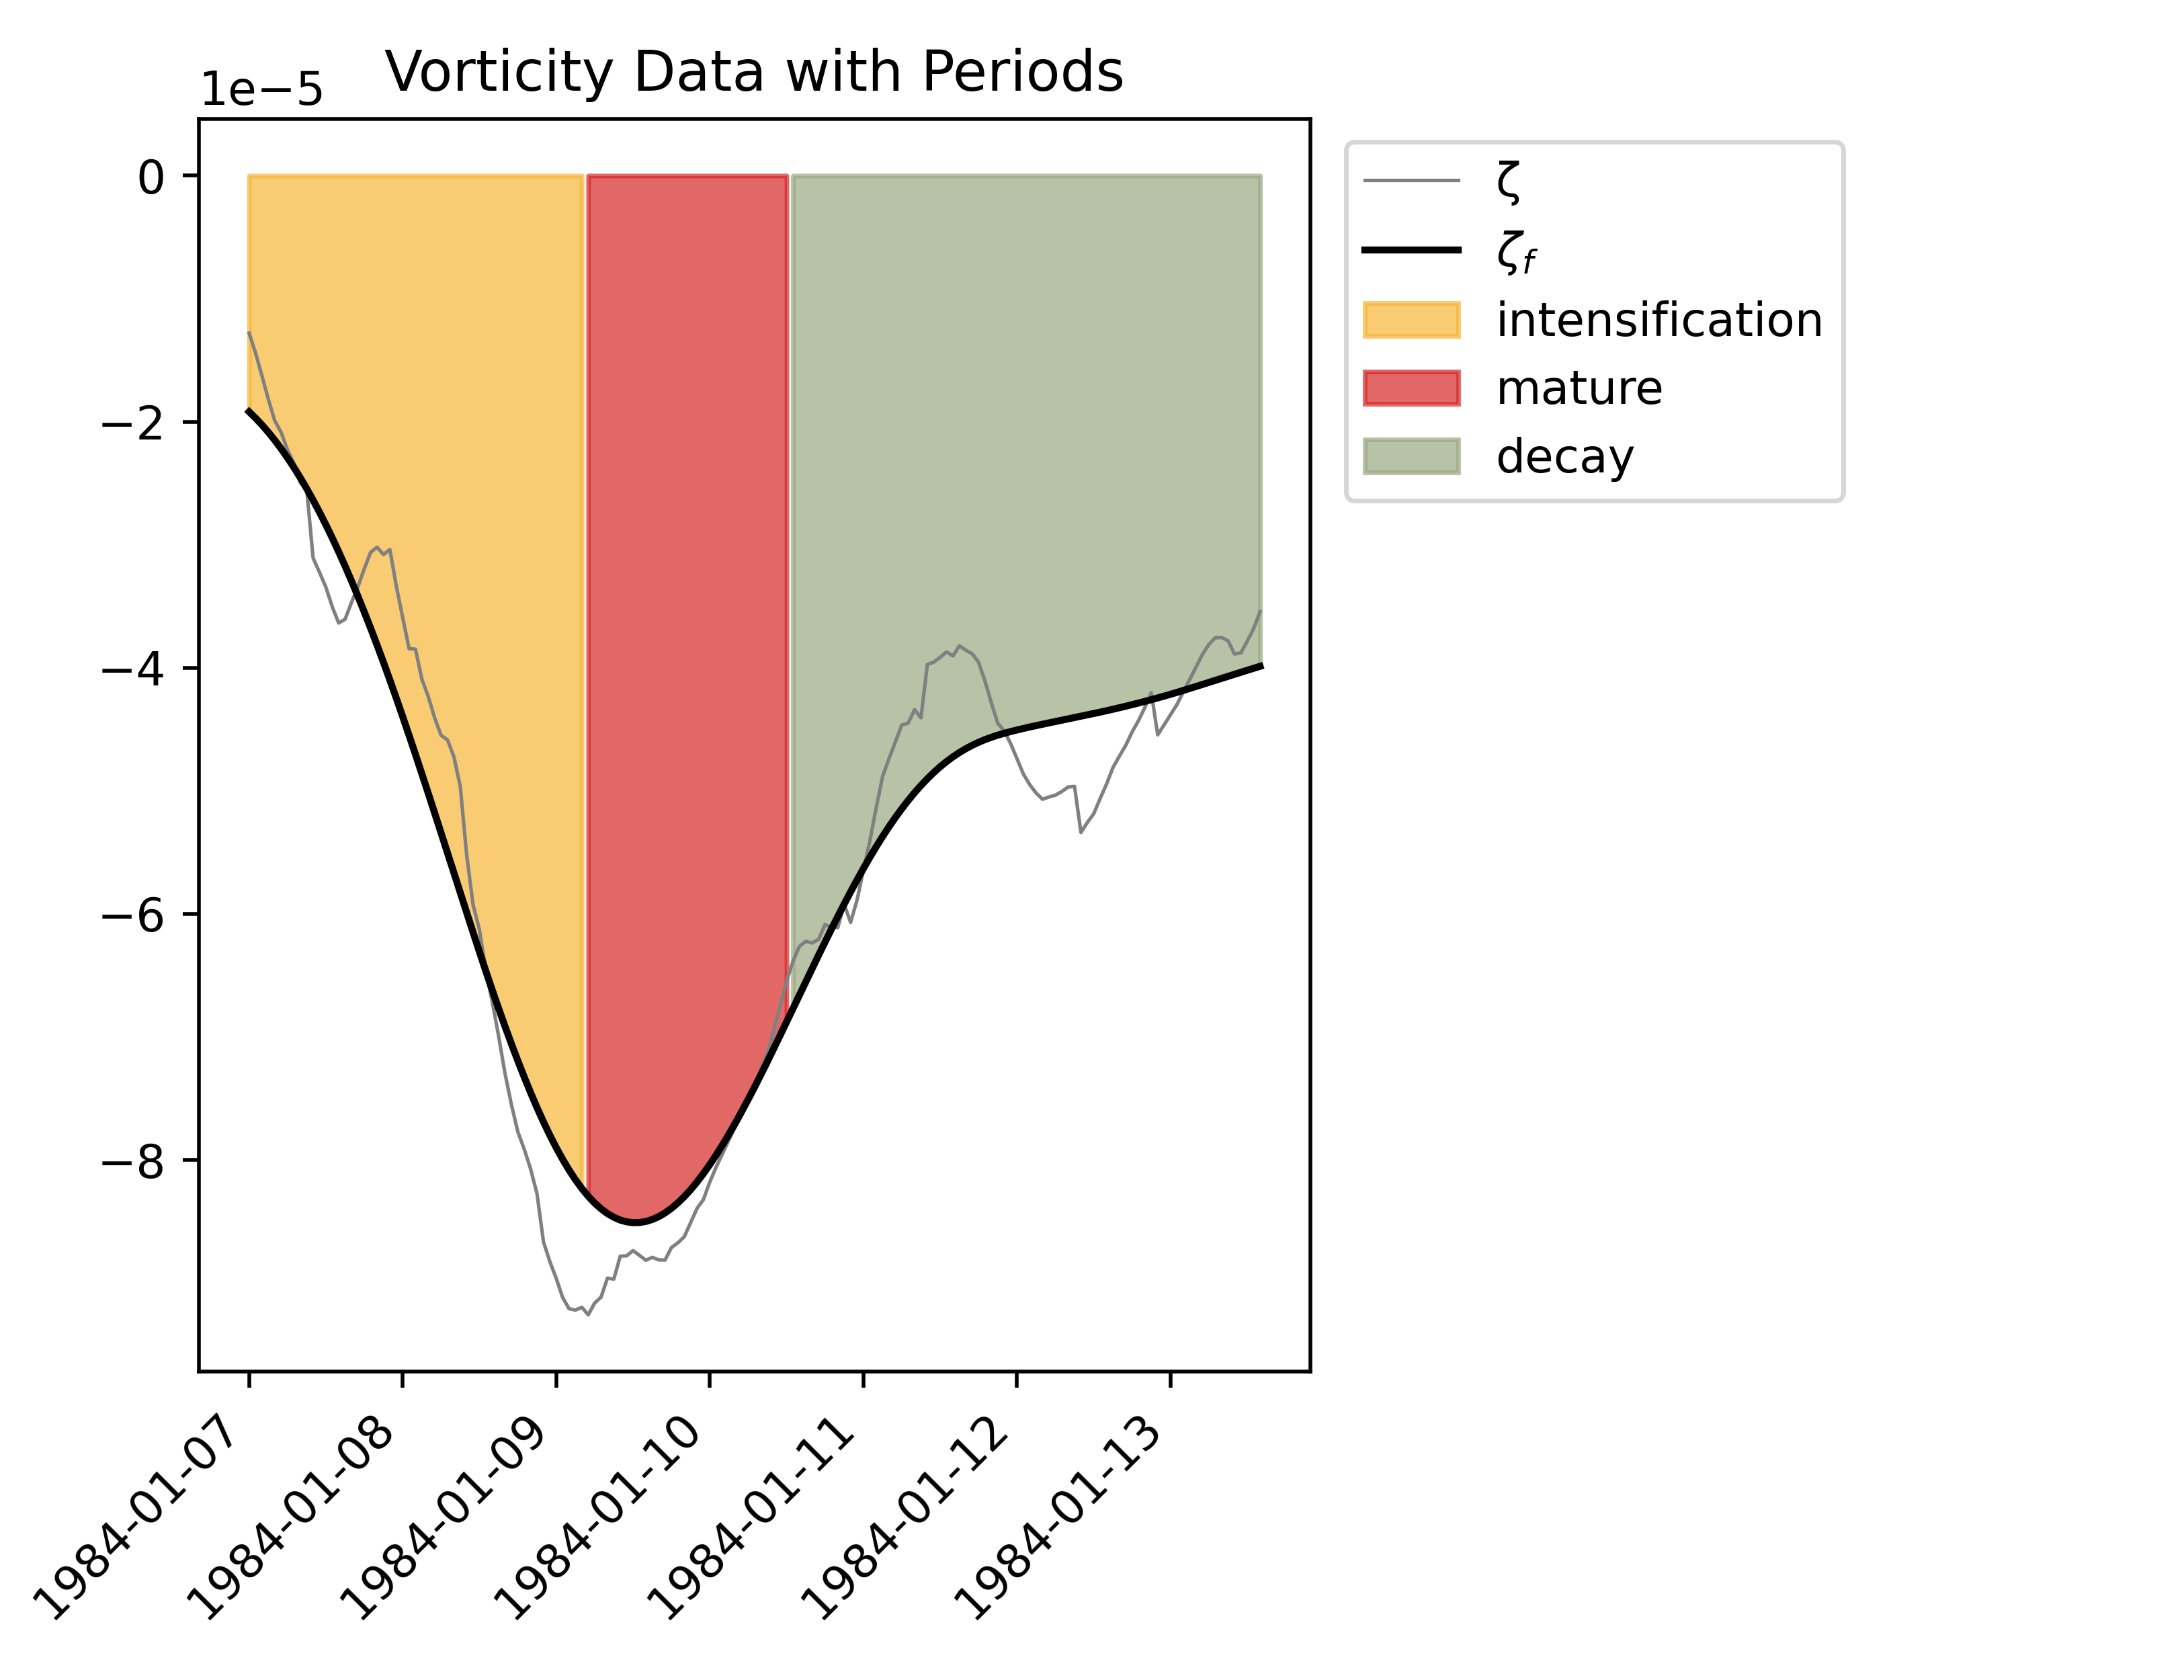 Vorticity Data with Periods
1e−5
0
−2
−4
−6
−8
1984-01-07
1984-01-08
1984-01-09
1984-01-10
1984-01-11
1984-01-12
1984-01-13
ζ
ζf
intensification
mature
decay